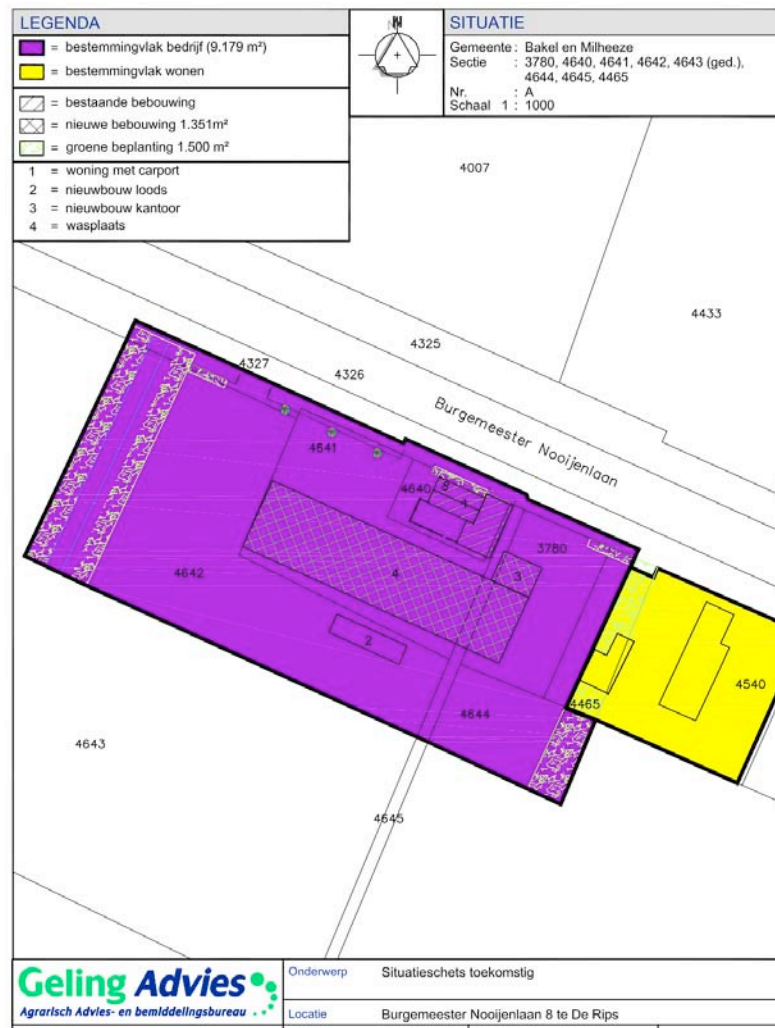 LEGENDA
= bestemmingvlak bedrijf (9.179 m²)
= bestemmingvlak wonen
= bestaande bebouwing
= nieuwe bebouwing 1.351m²
= groene beplanting 1.500 m²
1 = woning met carport
2 = nieuwbouw loods
3 = nieuwbouw kantoor
4 = wasplaats
N
SITUATIE
Gemeente : Bakel en Milheeze
Sectie : 3780, 4640, 4641, 4642, 4643 (ged.),
4644, 4645, 4465
Nr. : A
Schaal 1 : 1000
4007
4433
4325
4327
4326
Burgemeester Nooijenlaan
4641
4640
8
3780
4642
4
3
2
4540
4465
4644
4643
4645
Geling Advies
Agrarisch Advies- en bemiddelingsbureau
Onderwerp Situatieschets toekomstig
Locatie Burgemeester Nooijenlaan 8 te De Rips